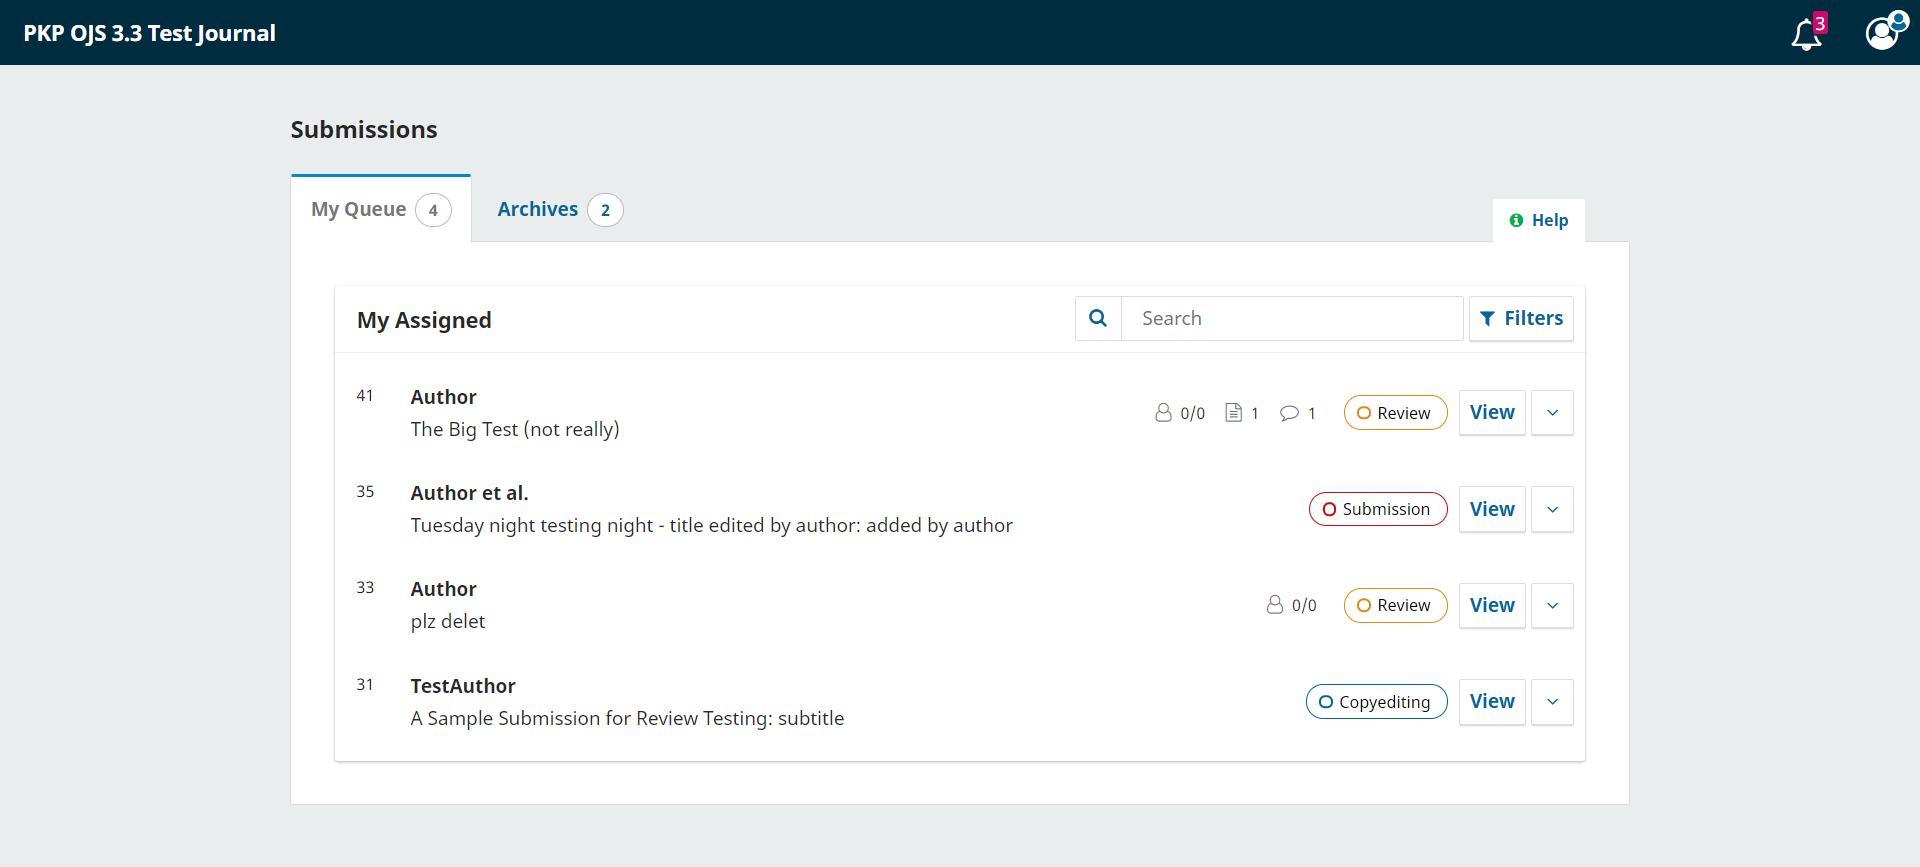 PKP OJS 3.3 Test Journal
3
Submissions
My Queue 4
Archives 2
Help
My Assigned
Search
Filters
41 Author 0/0 1 1 Review View
The Big Test (not really)
35 Author et al. Submission View
Tuesday night testing night - title edited by author: added by author
33 Author 0/0 Review View
plz delet
31 TestAuthor Copyediting View
A Sample Submission for Review Testing: subtitle